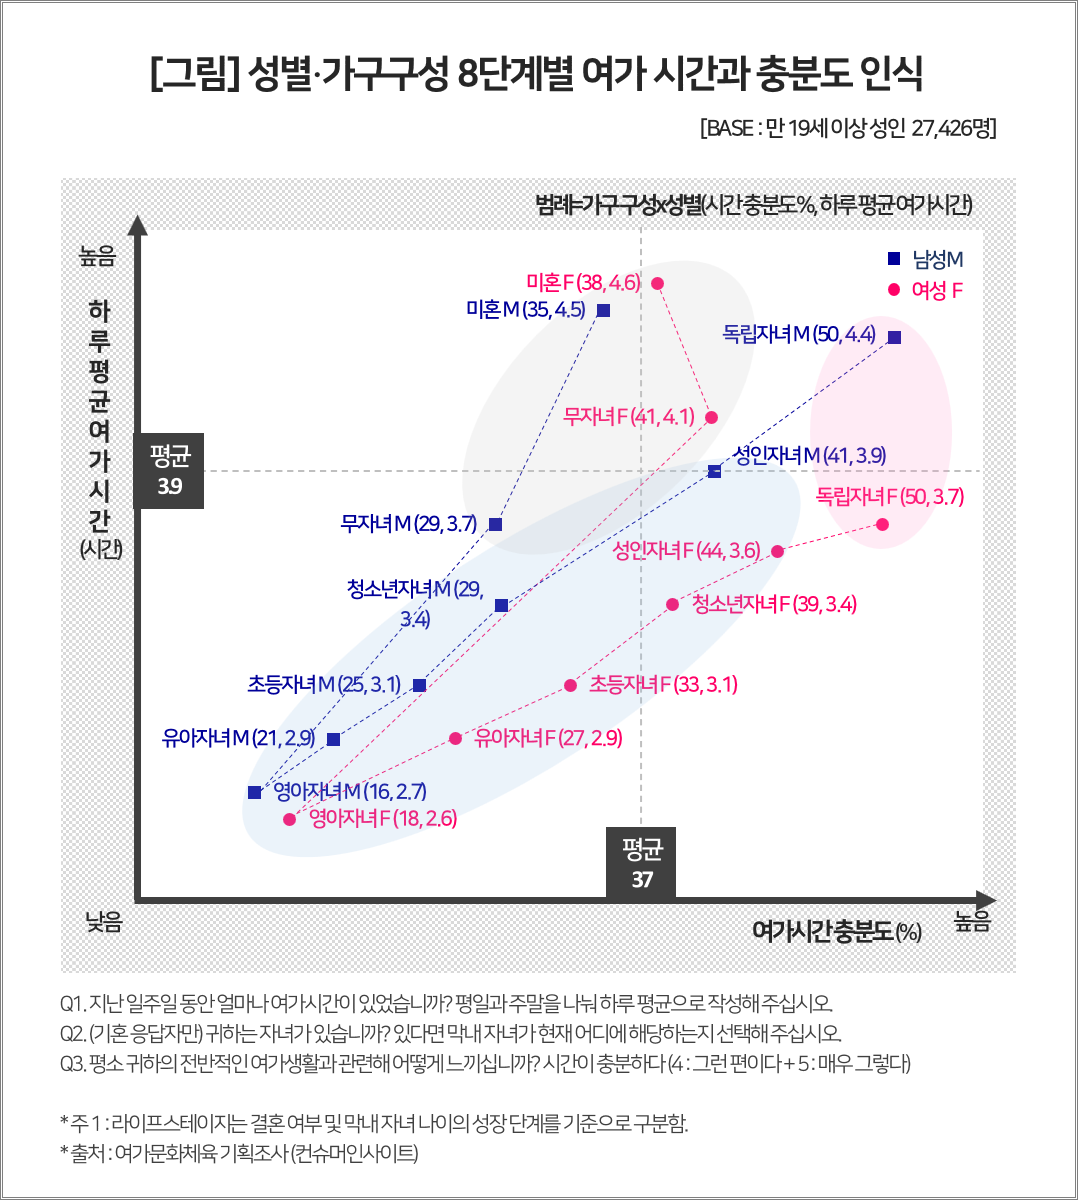 [그림] 성별·가구구성 8단계별 여가 시간과 충분도 인식
[BASE : 만 19세 이상 성인 27,426명]
범례=가구 구성x성별(시간 충분도%, 하루 평균 여가시간)
높음
남성M
여성 F
하루평균여가시간
(시간)
미혼 F (38, 4.6)
미혼 M (35, 4.5)
독립자녀 M (50, 4.4)
무자녀 F (41, 4.1)
성인자녀 M (41, 3.9)
평균
3.9
독립자녀 F (50, 3.7)
무자녀 M (29, 3.7)
성인자녀 F (44, 3.6)
청소년자녀 M (29,
3.4)
청소년자녀 F (39, 3.4)
초등자녀 M (25, 3.1)
초등자녀 F (33, 3.1)
유아자녀 M (21, 2.9)
유아자녀 F (27, 2.9)
영아자녀 M (16, 2.7)
영아자녀 F (18, 2.6)
평균
37
낮음
여가시간 충분도 (%)
높음
Q1. 지난 일주일 동안 얼마나 여가시간이 있었습니까? 평일과 주말을 나눠 하루 평균으로 작성해 주십시오.
Q2. (기혼 응답자만) 귀하는 자녀가 있습니까? 있다면 막내 자녀가 현재 어디에 해당하는지 선택해 주십시오.
Q3. 평소 귀하의 전반적인 여가생활과 관련해 어떻게 느끼십니까? 시간이 충분하다 (4 : 그런 편이다 + 5 : 매우 그렇다)
* 주 1 : 라이프스테이지는 결혼 여부 및 막내 자녀 나이의 성장 단계를 기준으로 구분함.
* 출처 : 여가문화체육 기획조사 (컨슈머인사이트)